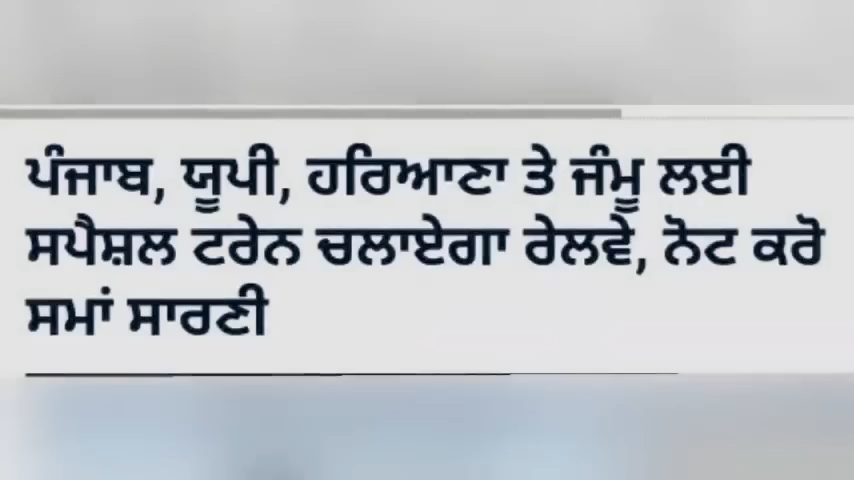 ਪੰਜਾਬ, ਯੂਪੀ, ਹਰਿਆਣਾ ਤੇ ਜੰਮੂ ਲਈ
ਸਪੈਸ਼ਲ ਟਰੇਨ ਚਲਾਏਗਾ ਰੇਲਵੇ, ਨੋਟ ਕਰੋ
ਸਮਾਂ ਸਾਰਣੀ